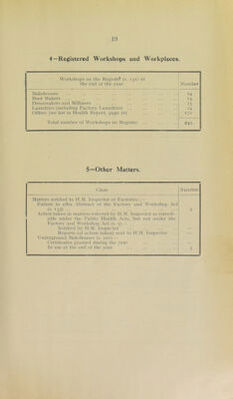 4—Registered Workshops and Workplaces.
Workshops on the Register (s. 131) at
the end of the year.
Number
Bakehouses
Boot Makers
Dressmakers and Milliners
Laundries (including Factory Laundries)
Others (see list in Health Report, page
Total number of Workshops on Register
5—Other Matters.
Class
Number
Matters notified to H.M. Inspector of Factories:—
Failure to affix Abstract of the Factory and Workshop Act
Action taken in matters referred by H.M. Inspector as remediable
under the Public Health Acts, but not under the
Factory and Workshop Act
Notified by H.M. Inspector
Reports (of action taken) sent to H.M. Inspector
Underground Bakehouses
Certificates granted during the year
In use at the end of the year